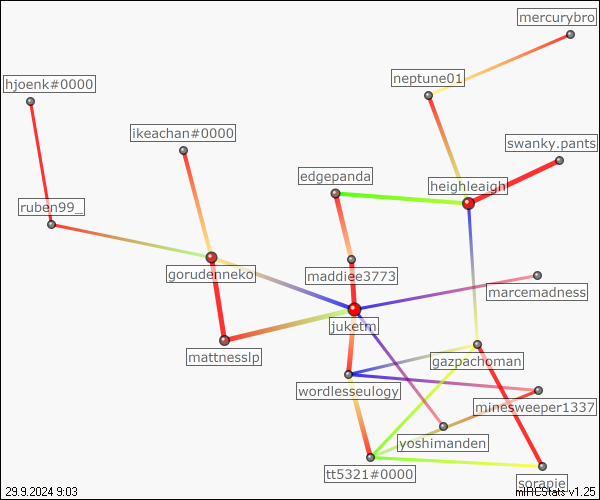 mercurybro
neptune01
hjoenk#0000
ikeachan#0000
swanky.pants
edgepanda
heighleaigh
ruben99_
gorudenneko
maddiee3773
marcemadness
juketm
mattnesslp
gazpachoman
wordlesseulogy
minesweeper1337
yoshimanden
tt5321#0000
sorapie
29.9.2024 9:03
mIRCStats v1.25